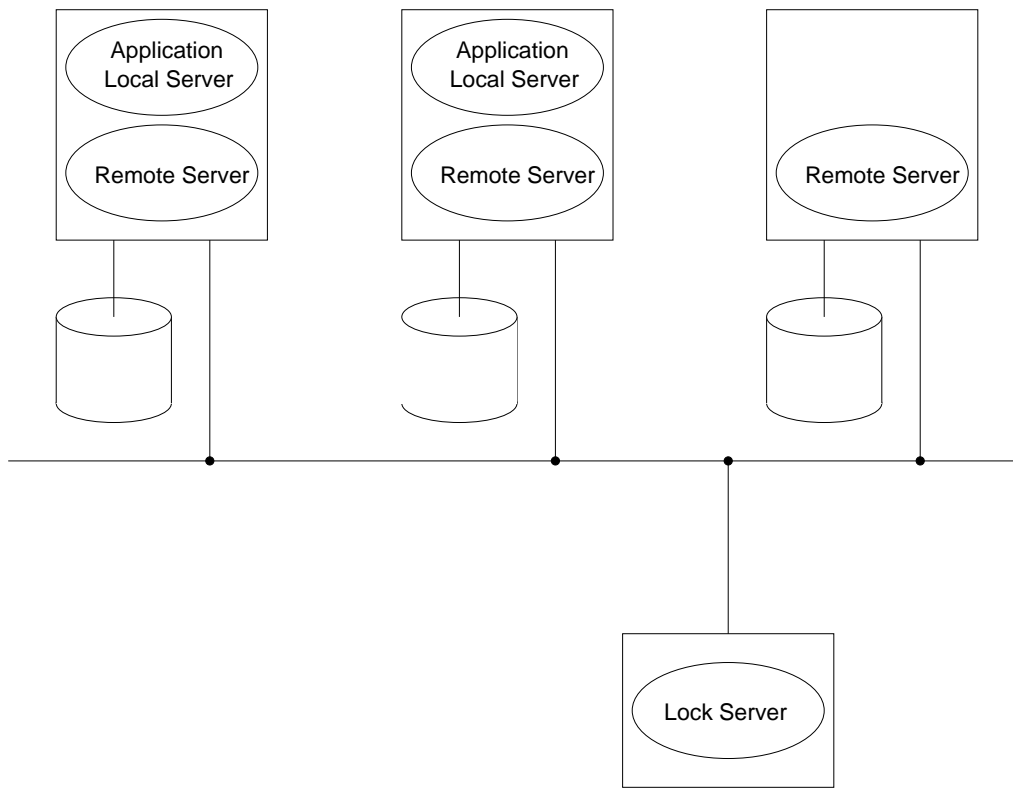 Application
Local Server
Remote Server
Application
Local Server
Remote Server
Remote Server
Lock Server